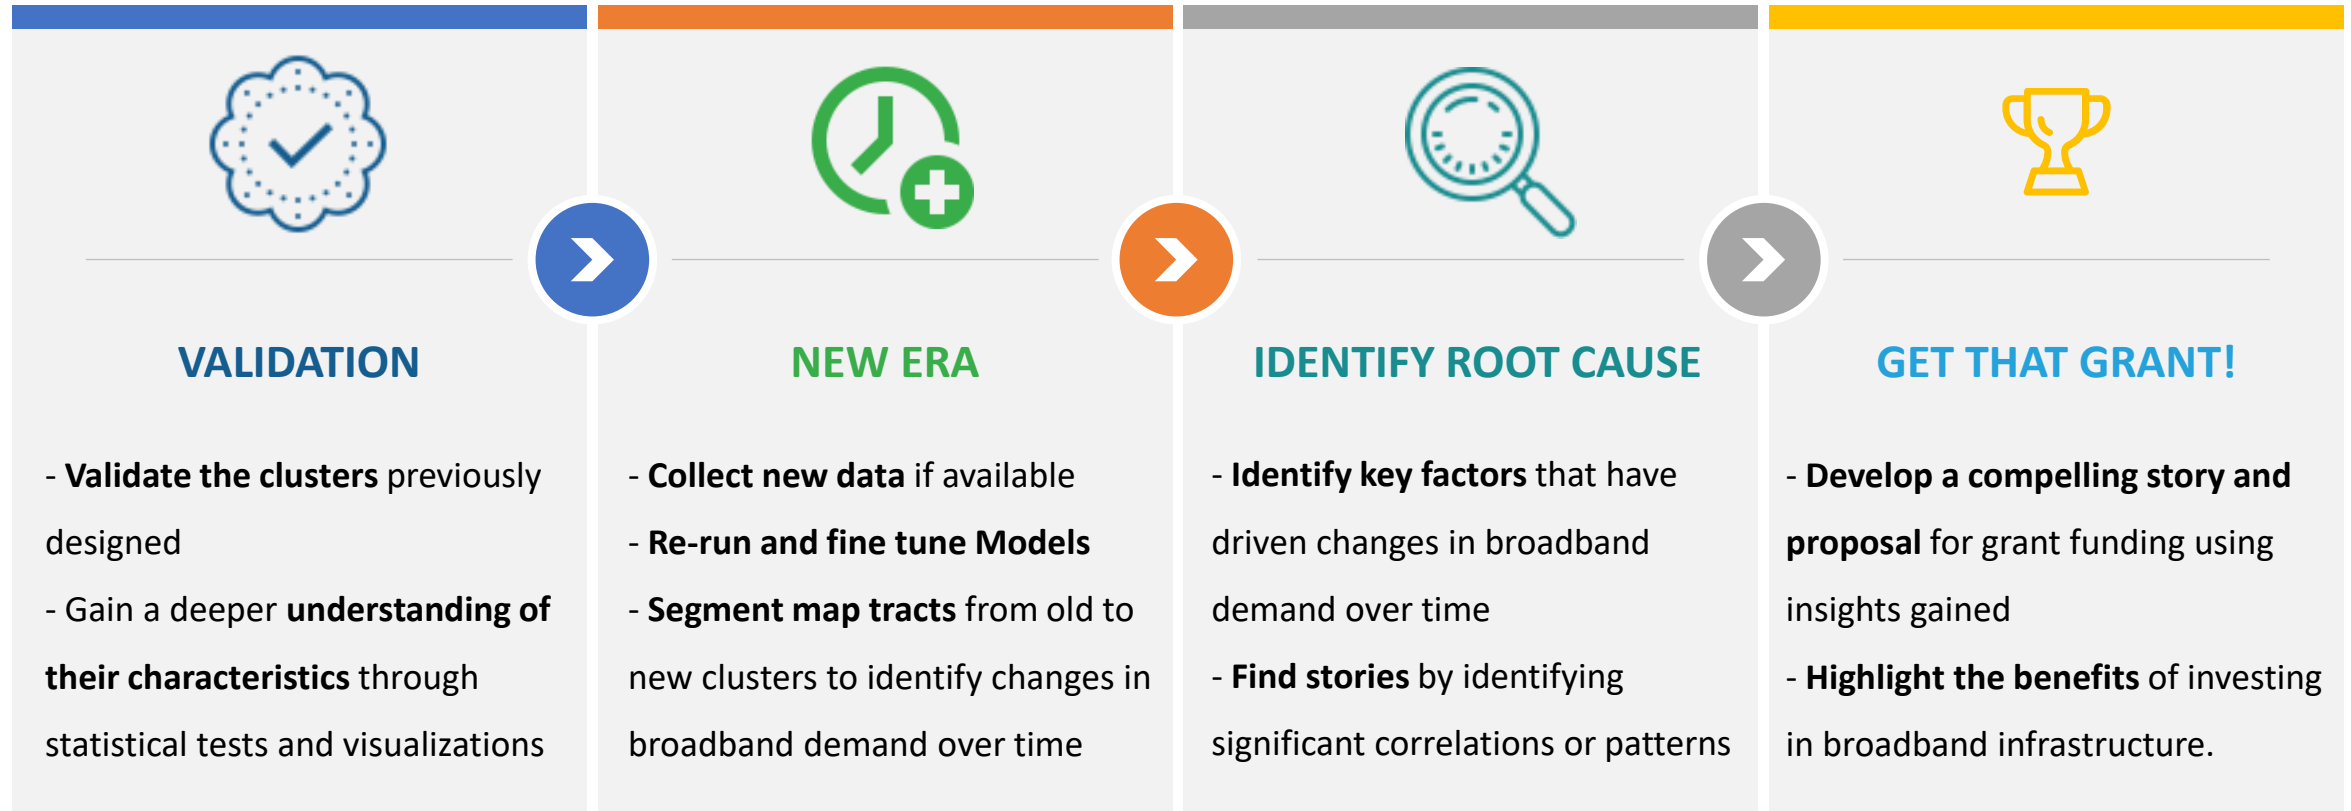 VALIDATION
- Validate the clusters previously
designed
- Gain a deeper understanding of
their characteristics through
statistical tests and visualizations
NEW ERA
- Collect new data if available
- Re-run and fine tune Models
- Segment map tracts from old to
new clusters to identify changes in
broadband demand over time
IDENTIFY ROOT CAUSE
- Identify key factors that have
driven changes in broadband
demand over time
- Find stories by identifying
significant correlations or patterns
GET THAT GRANT!
- Develop a compelling story and
proposal for grant funding using
insights gained
- Highlight the benefits of investing
in broadband infrastructure.